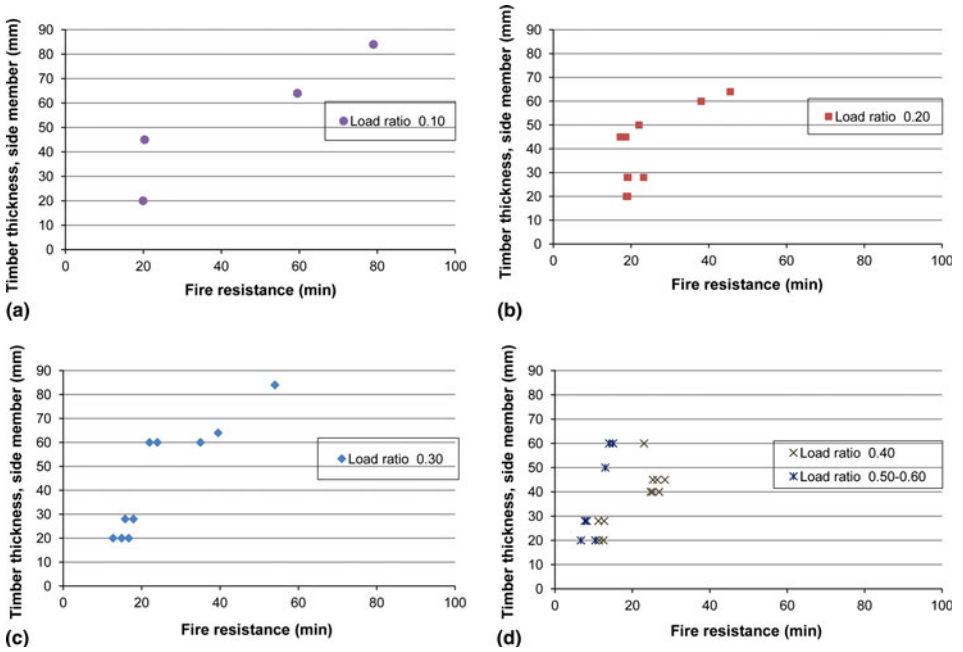 Timber thickness, side member (mm)
90
80
70
60
50
40
30
20
10
0
Load ratio 0.10
0 20 40 60 80 100
Fire resistance (min)
(a)
Timber thickness, side member (mm)
90
80
70
60
50
40
30
20
10
0
Load ratio 0.20
0 20 40 60 80 100
Fire resistance (min)
(b)
Timber thickness, side member (mm)
90
80
70
60
50
40
30
20
10
0
Load ratio 0.30
0 20 40 60 80 100
Fire resistance (min)
(c)
Timber thickness, side member (mm)
90
80
70
60
50
40
30
20
10
0
Load ratio 0.40
Load ratio 0.50-0.60
0 20 40 60 80 100
Fire resistance (min)
(d)